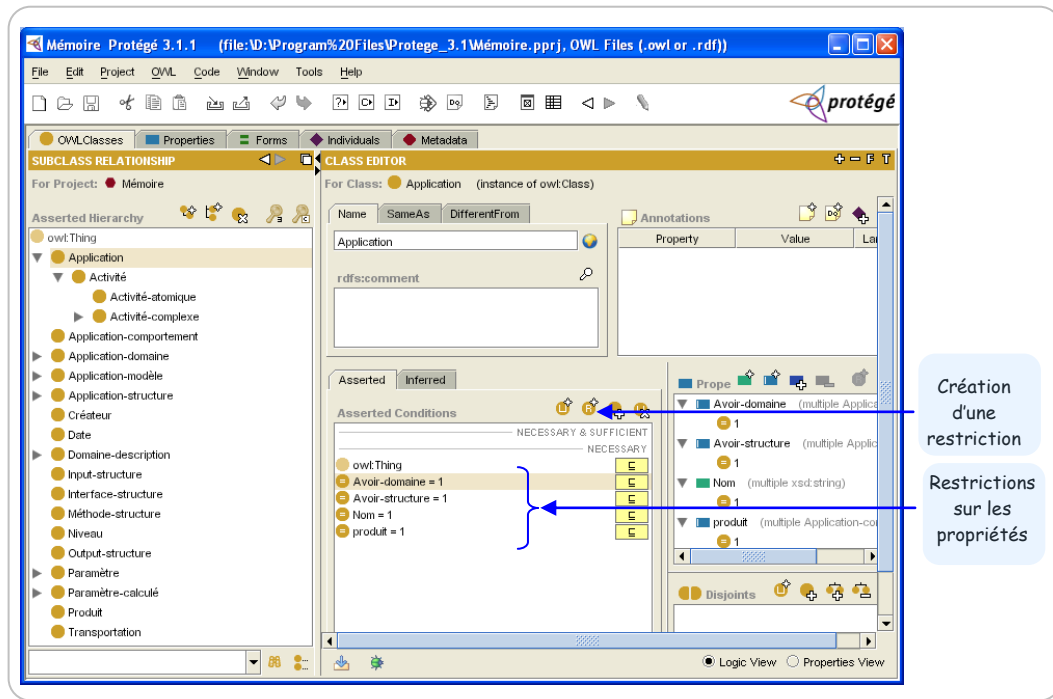 Mémoire Protégé 3.1.1 (file:\D:\Program%20Files\Protege_3.1\Mémoire.pprj, OWL Files (.owl or .rdf))
File Edit Project OWL Code Window Tools Help
protégé
OWLClasses Properties Forms Individuals Metadata
SUBCLASS RELATIONSHIP
For Project: Mémoire
Asserted Hierarchy
owl:Thing
Application
Activité
Activité-atomique
Activité-complexe
Application-comportement
Application-domaine
Application-modèle
Application-structure
Créateur
Date
Domaine-description
Input-structure
Interface-structure
Méthode-structure
Niveau
Output-structure
Paramètre
Paramètre-calculé
Produit
Transportation
CLASS EDITOR
For Class: Application (instance of owl:Class)
Name SameAs DifferentFrom
Application
rdfs:comment
Annotations
Property Value Lar
Asserted Inferred
Asserted Conditions
NECESSARY & SUFFICIENT
NECESSARY
owl:Thing
Avoir-domaine = 1
Avoir-structure = 1
Nom = 1
produit = 1
Prope
Avoir-domaine (multiple Applica
= 1
Avoir-structure (multiple Applic
= 1
Nom (multiple xsd:string)
= 1
produit (multiple Application-cor
= 1
Disjoints
Logic View Properties View
Création
d'une
restriction
Restrictions
sur les
propriétés